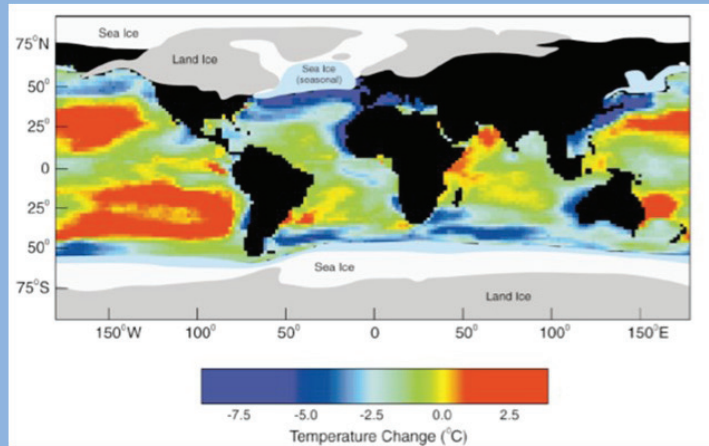 75°N
50°
25°
0
25°
50°
75°S
Sea Ice
Land Ice
Sea Ice
(seasonal)
Sea Ice
Land Ice
150°W 100° 50° 0 50° 100° 150°E
-7.5 -5.0 -2.5 0.0 2.5
Temperature Change (°C)